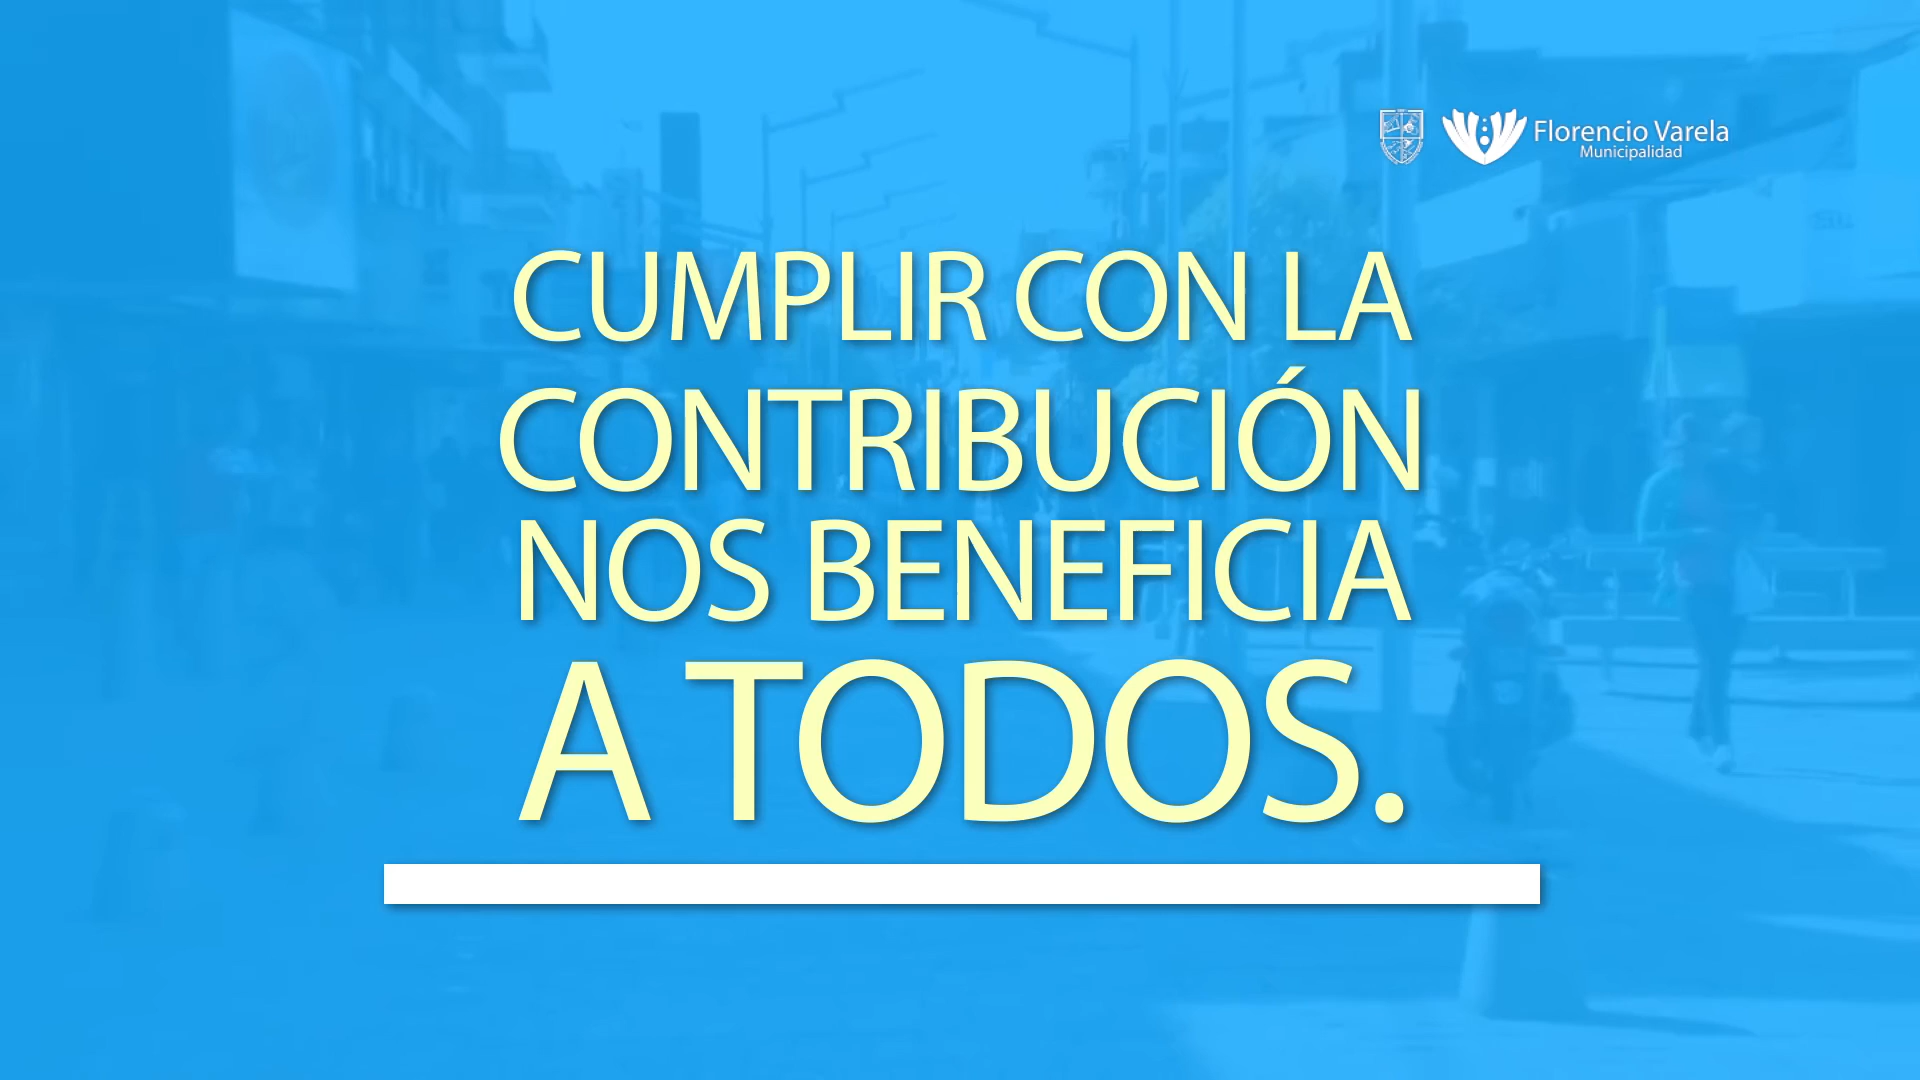 Florencio Varela
Municipalidad
CUMPLIR CON LA
CONTRIBUCIÓN
NOS BENEFICIA
A TODOS.